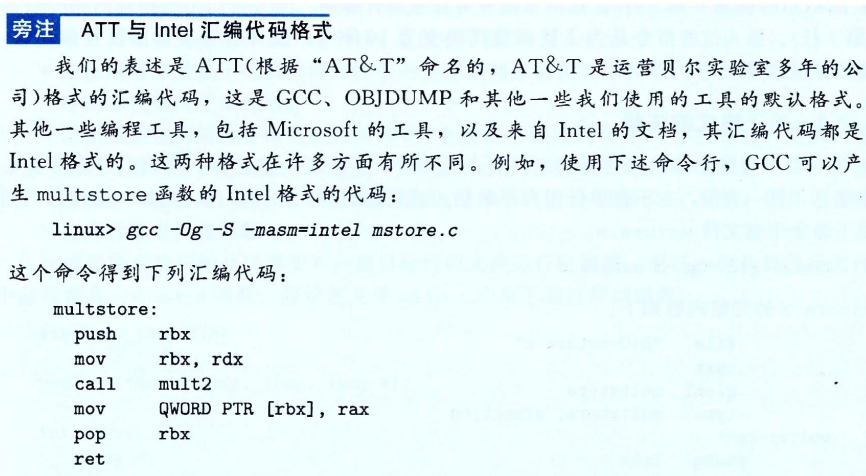 旁注 ATT 与 Intel 汇编代码格式
我们的表述是 ATT(根据“AT&T”命名的，AT&T 是运营贝尔实验室多年的公
司)格式的汇编代码，这是 GCC、OBJDUMP 和其他一些我们使用的工具的默认格式。
其他一些编程工具，包括 Microsoft 的工具，以及来自 Intel 的文档，其汇编代码都是
Intel 格式的。这两种格式在许多方面有所不同。例如，使用下述命令行，GCC 可以产
生 multstore 函数的 Intel 格式的代码：
linux> gcc -Og -S -masm=intel mstore.c
这个命令得到下列汇编代码：
multstore:
push rbx
mov rbx, rdx
call mult2
mov QWORD PTR [rbx], rax
pop rbx
ret